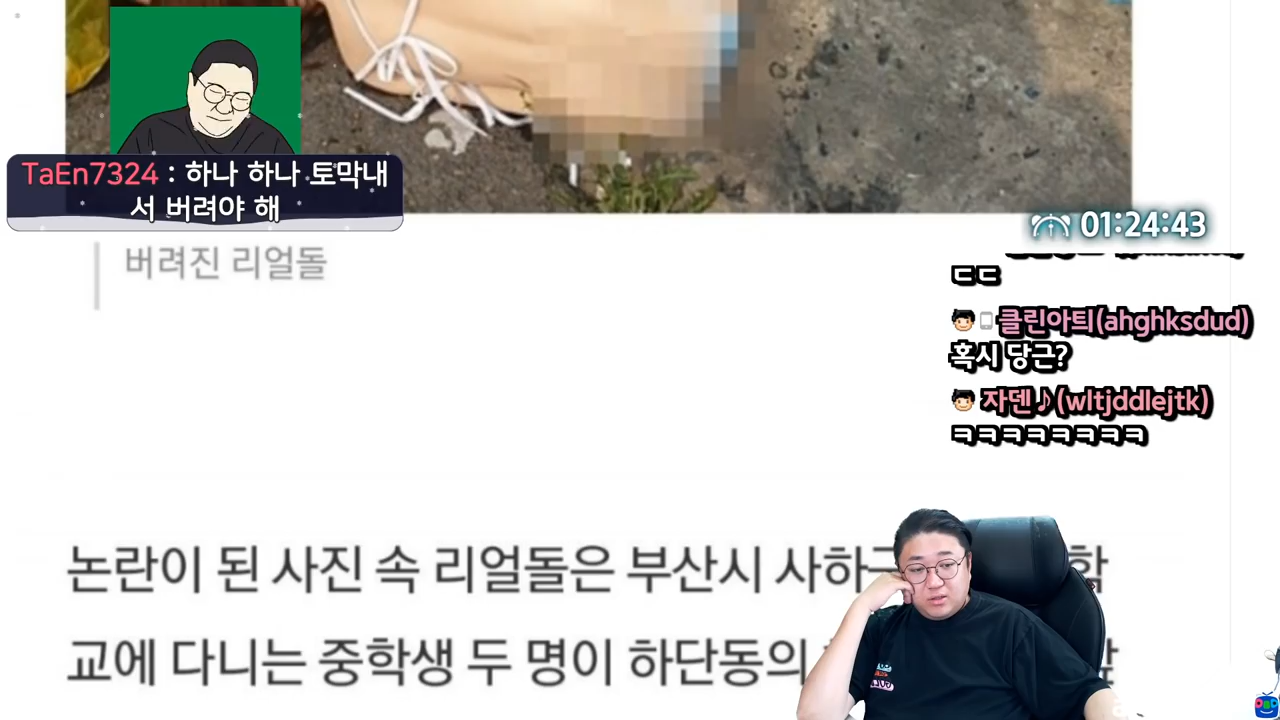 TaEn7324 : 하나 하나 토막내
서 버려야 해
01:24:43
버려진 리얼돌
ㄷㄷ
클린아틔(ahghksdud)
혹시 당근?
자덴♪(wltjddlejtk)
ㅋㅋㅋㅋㅋㅋㅋㅋ
논란이 된 사진 속 리얼돌은 부산시 사하
교에 다니는 중학생 두 명이 하단동의